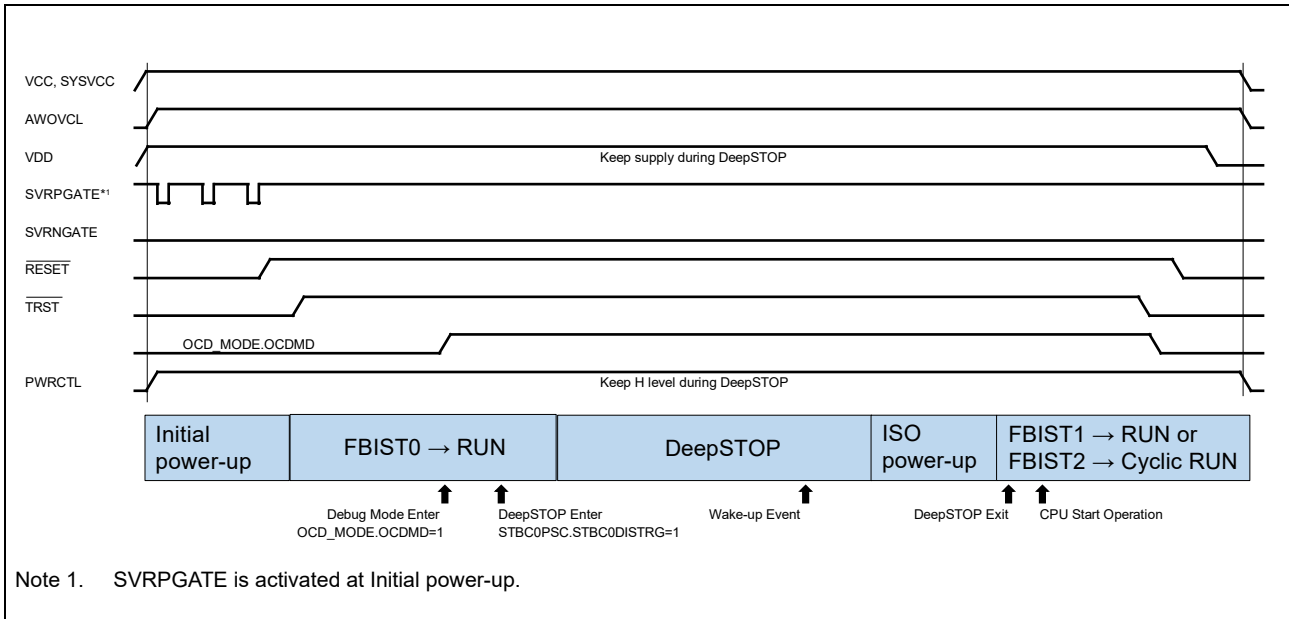 VCC, SYSVCC
AWOVCL
VDD
Keep supply during DeepSTOP
SVRPGATE*1
SVRNGATE
RESET
TRST
OCD_MODE.OCDMD
PWRCTL
Keep H level during DeepSTOP
Initial
power-up
FBIST0 → RUN
DeepSTOP
ISO
power-up
FBIST1 → RUN or
FBIST2 → Cyclic RUN
Debug Mode Enter
OCD_MODE.OCDMD=1
DeepSTOP Enter
STBC0PSC.STBC0DISTRG=1
Wake-up Event
DeepSTOP Exit
CPU Start Operation
Note 1. SVRPGATE is activated at Initial power-up.